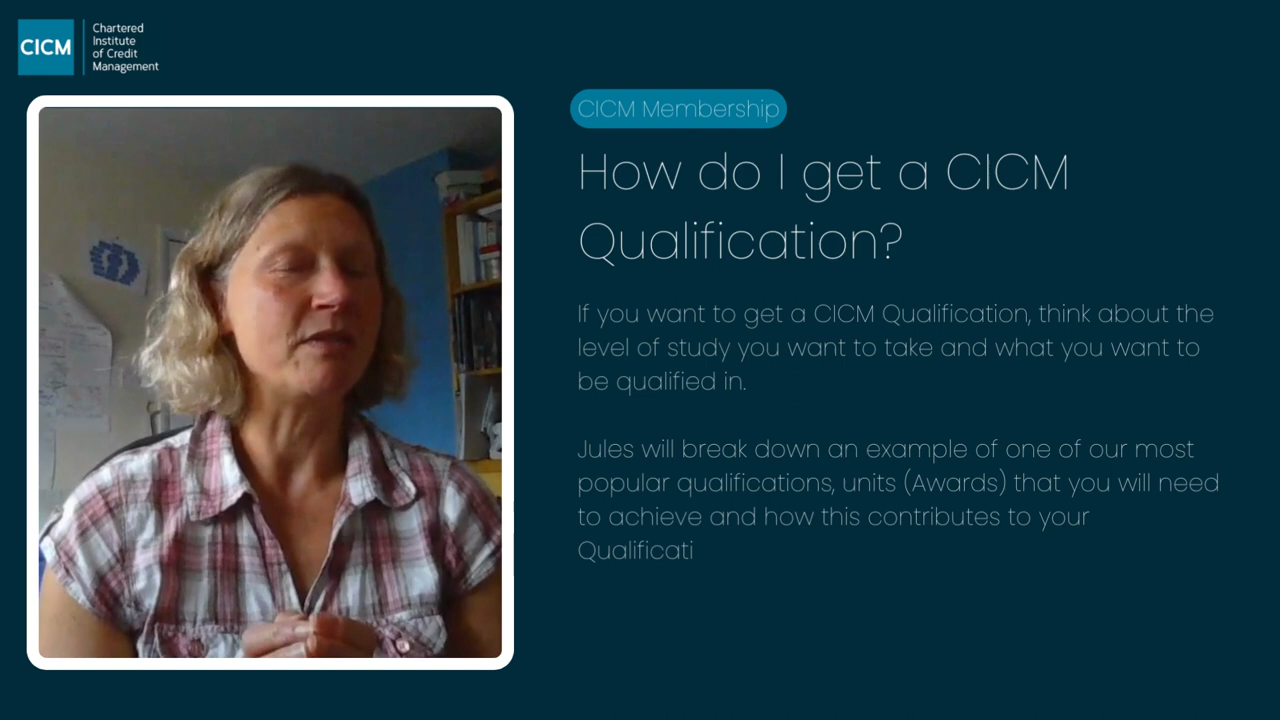 CICM
Chartered
Institute
of Credit
Management
CICM Membership
How do I get a CICM
Qualification?
If you want to get a CICM Qualification, think about the
level of study you want to take and what you want to
be qualified in.
Jules will break down an example of one of our most
popular qualifications, units (Awards) that you will need
to achieve and how this contributes to your
Qualificati